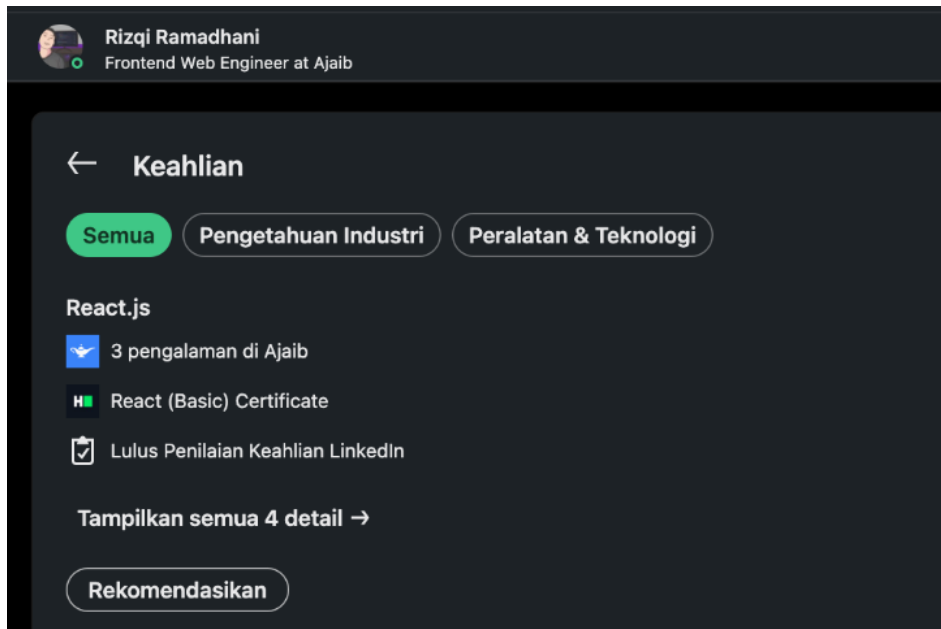 Rizqi Ramadhani
Frontend Web Engineer at Ajaib
← Keahlian
Semua Pengetahuan Industri Peralatan & Teknologi
React.js
3 pengalaman di Ajaib
H React (Basic) Certificate
Lulus Penilaian Keahlian LinkedIn
Tampilkan semua 4 detail →
Rekomendasikan